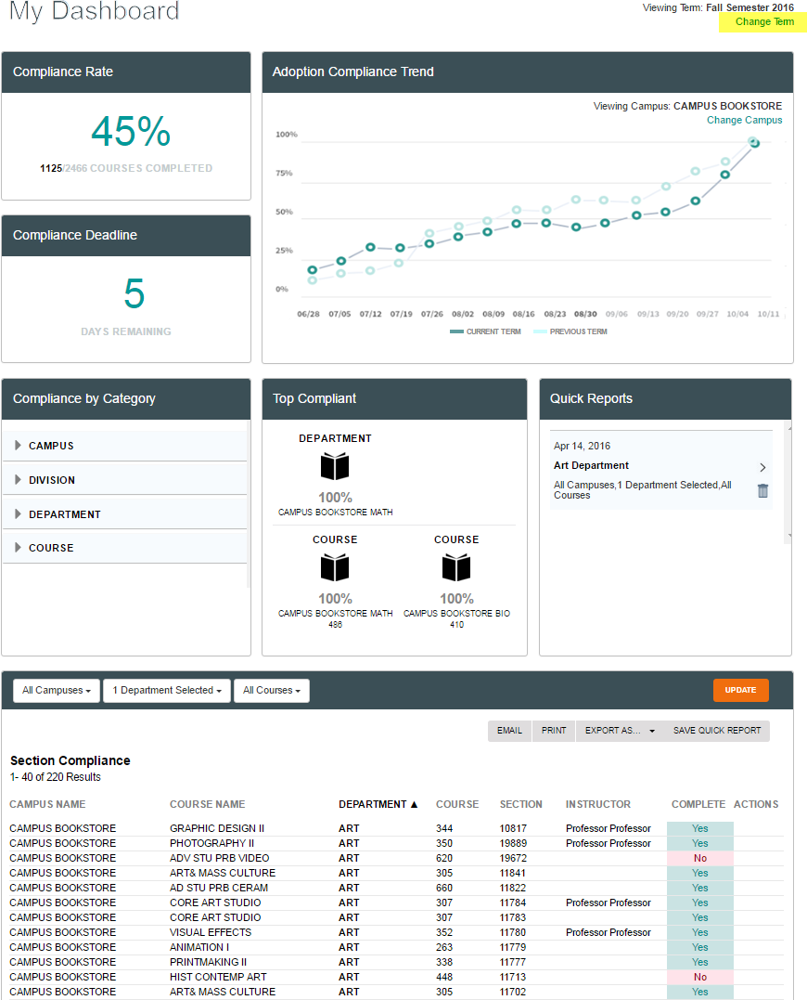 My Dashboard
Viewing Term: Fall Semester 2016
Change Term
Compliance Rate
45%
1125/2466 COURSES COMPLETED
Compliance Deadline
5
DAYS REMAINING
Adoption Compliance Trend
Viewing Campus: CAMPUS BOOKSTORE
Change Campus
100%
75%
50%
25%
0%
06/28 07/05 07/12 07/19 07/26 08/02 08/09 08/16 08/23 08/30 09/06 09/13 09/20 09/27 10/04 10/11
CURRENT TERM PREVIOUS TERM
Compliance by Category
CAMPUS
DIVISION
DEPARTMENT
COURSE
Top Compliant
DEPARTMENT
100%
CAMPUS BOOKSTORE MATH
COURSE
100%
CAMPUS BOOKSTORE MATH
486
COURSE
100%
CAMPUS BOOKSTORE BIO
410
Quick Reports
Apr 14, 2016
Art Department
All Campuses,1 Department Selected,All
Courses
All Campuses 1 Department Selected All Courses UPDATE
EMAIL PRINT EXPORT AS... SAVE QUICK REPORT
Section Compliance
1- 40 of 220 Results
CAMPUS NAME COURSE NAME DEPARTMENT ▲ COURSE SECTION INSTRUCTOR COMPLETE ACTIONS
CAMPUS BOOKSTORE GRAPHIC DESIGN II ART 344 10817 Professor Professor Yes
CAMPUS BOOKSTORE PHOTOGRAPHY II ART 350 19889 Professor Professor Yes
CAMPUS BOOKSTORE ADV STU PRB VIDEO ART 620 19672 No
CAMPUS BOOKSTORE ART& MASS CULTURE ART 305 11841 Yes
CAMPUS BOOKSTORE AD STU PRB CERAM ART 660 11822 Yes
CAMPUS BOOKSTORE CORE ART STUDIO ART 307 11784 Professor Professor Yes
CAMPUS BOOKSTORE CORE ART STUDIO ART 307 11783 Yes
CAMPUS BOOKSTORE VISUAL EFFECTS ART 352 11780 Professor Professor Yes
CAMPUS BOOKSTORE ANIMATION I ART 263 11779 Yes
CAMPUS BOOKSTORE PRINTMAKING II ART 338 11777 Yes
CAMPUS BOOKSTORE HIST CONTEMP ART ART 448 11713 No
CAMPUS BOOKSTORE ART& MASS CULTURE ART 305 11702 Yes